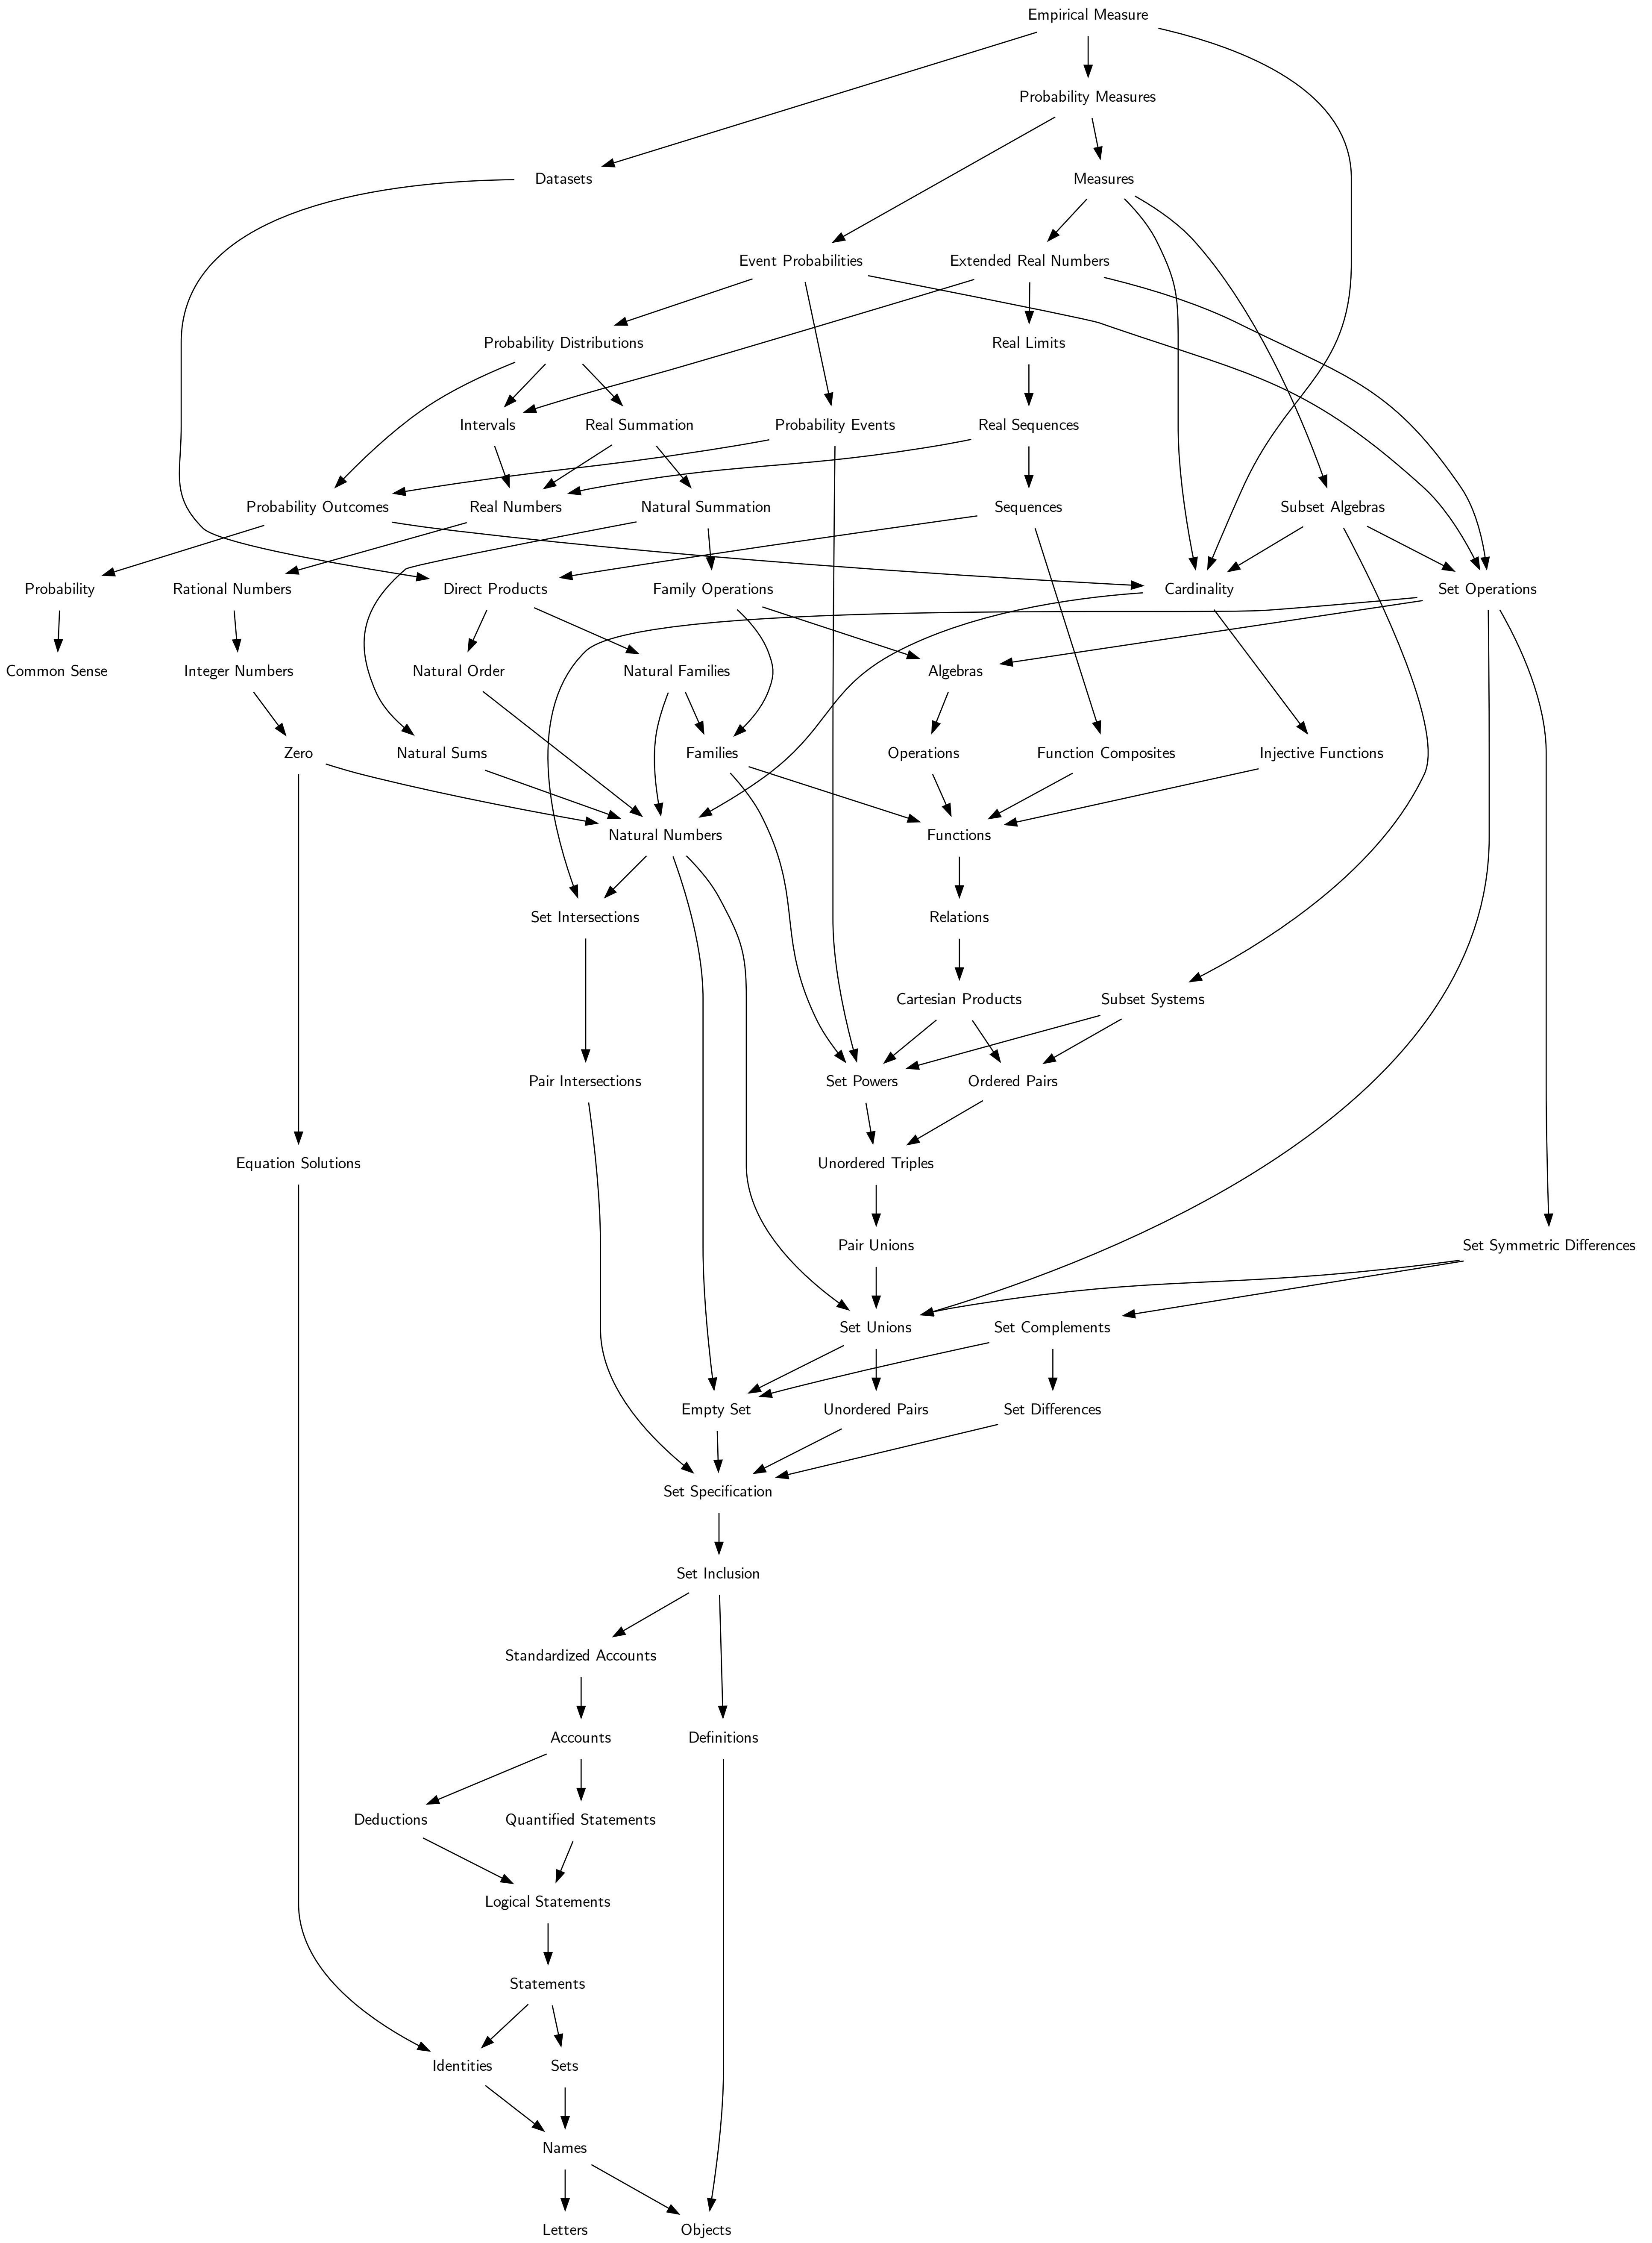 Empirical Measure
Probability Measures
Datasets
Measures
Event Probabilities
Extended Real Numbers
Probability Distributions
Real Limits
Intervals
Real Summation
Probability Events
Real Sequences
Probability Outcomes
Real Numbers
Natural Summation
Sequences
Subset Algebras
Probability
Rational Numbers
Direct Products
Family Operations
Cardinality
Set Operations
Common Sense
Integer Numbers
Natural Order
Natural Families
Algebras
Zero
Natural Sums
Families
Operations
Function Composites
Injective Functions
Natural Numbers
Functions
Set Intersections
Relations
Cartesian Products
Subset Systems
Pair Intersections
Set Powers
Ordered Pairs
Equation Solutions
Unordered Triples
Pair Unions
Set Symmetric Differences
Set Unions
Set Complements
Empty Set
Unordered Pairs
Set Differences
Set Specification
Set Inclusion
Standardized Accounts
Accounts
Definitions
Deductions
Quantified Statements
Logical Statements
Statements
Identities
Sets
Names
Letters
Objects